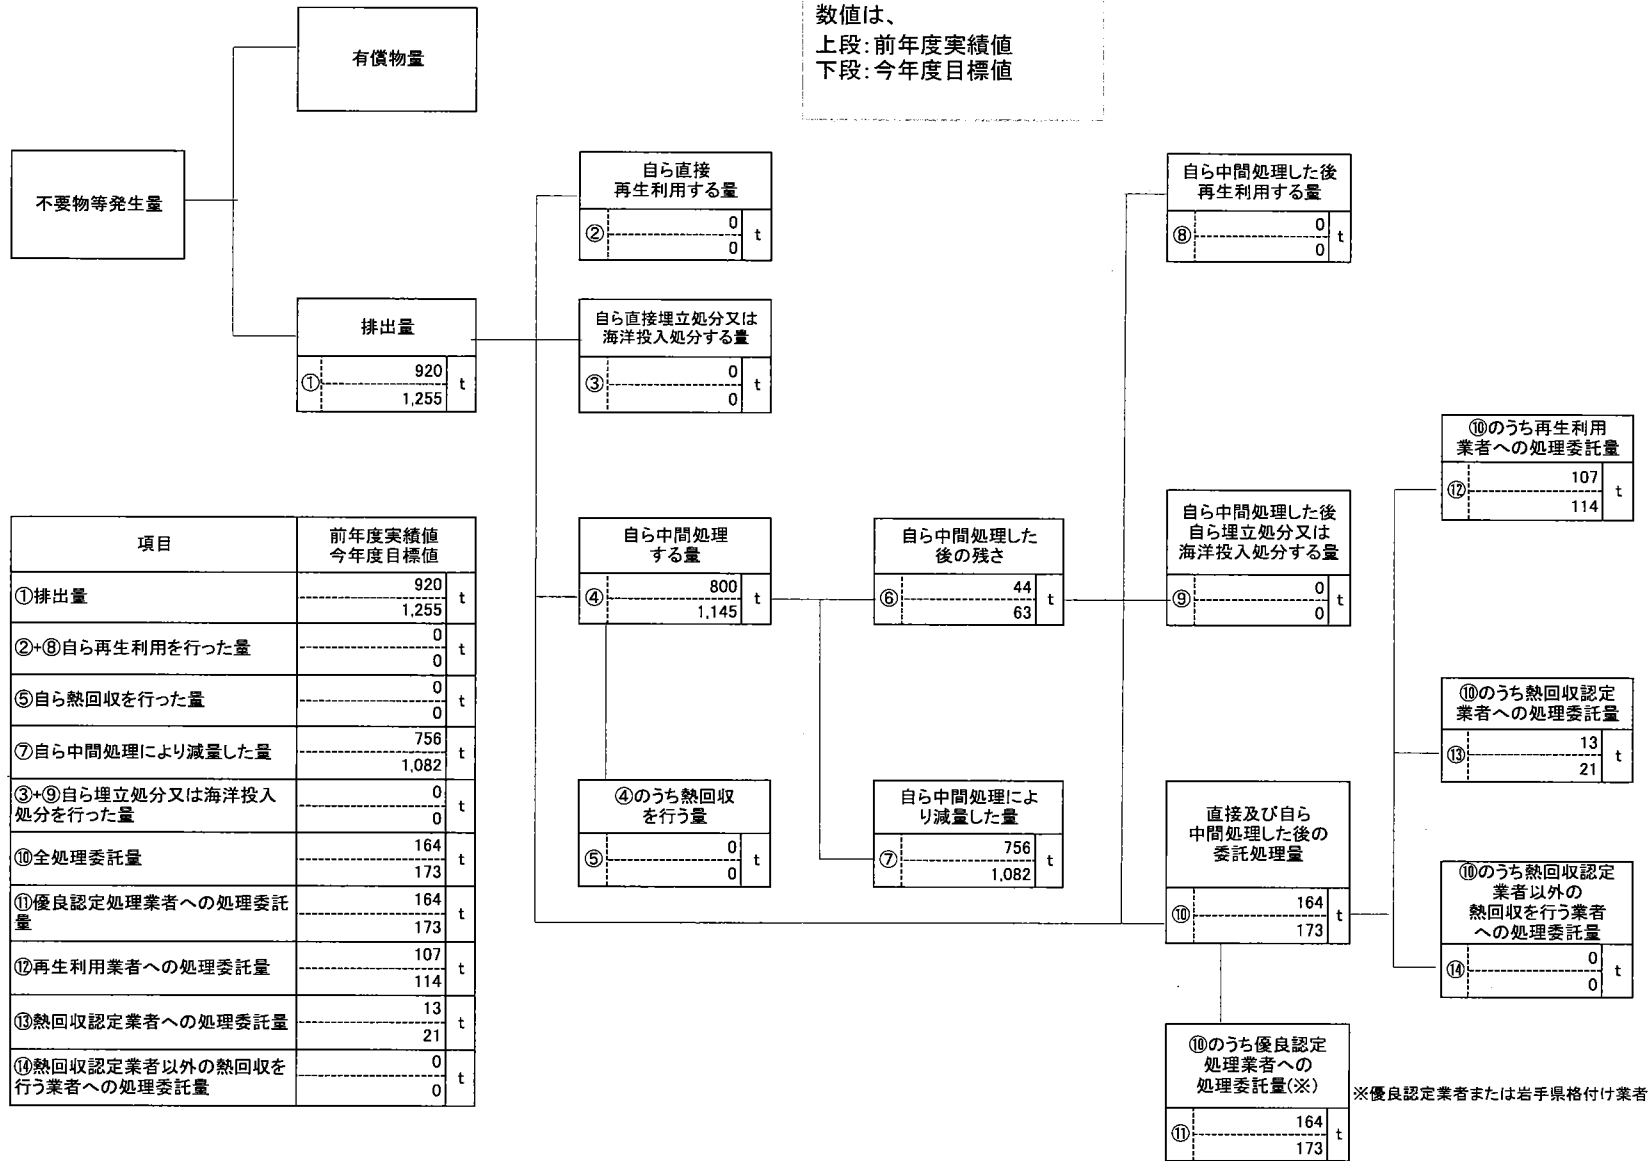 数値は、
上段:前年度実績値
下段:今年度目標値
有償物量
不要物等発生量
排出量
① 920 t
1,255
自ら直接
再生利用する量
② 0 t
0
自ら直接埋立処分又は
海洋投入処分する量
③ 0 t
0
自ら中間処理
する量
④ 800 t
1,145
④のうち熱回収
を行う量
⑤ 0 t
0
自ら中間処理した
後の残さ
⑥ 44 t
63
自ら中間処理によ
り減量した量
⑦ 756 t
1,082
自ら中間処理した後
再生利用する量
⑧ 0 t
0
自ら中間処理した後
自ら埋立処分又は
海洋投入処分する量
⑨ 0 t
0
直接及び自ら
中間処理した後の
委託処理量
⑩ 164 t
173
⑩のうち優良認定
処理業者への
処理委託量(※)
⑪ 164 t
173
※優良認定業者または岩手県格付け業者
⑩のうち再生利用
業者への処理委託量
⑫ 107 t
114
⑩のうち熱回収認定
業者への処理委託量
⑬ 13 t
21
⑩のうち熱回収認定
業者以外の
熱回収を行う業者
への処理委託量
⑭ 0 t
0
項目 前年度実績値
今年度目標値
①排出量 920 t
1,255
②+⑧自ら再生利用を行った量 0 t
0
⑤自ら熱回収を行った量 0 t
0
⑦自ら中間処理により減量した量 756 t
1,082
③+⑨自ら埋立処分又は海洋投入
処分を行った量 0 t
0
⑩全処理委託量 164 t
173
⑪優良認定処理業者への処理委託
量 164 t
173
⑫再生利用業者への処理委託量 107 t
114
⑬熱回収認定業者への処理委託量 13 t
21
⑭熱回収認定業者以外の熱回収を
行う業者への処理委託量 0 t
0